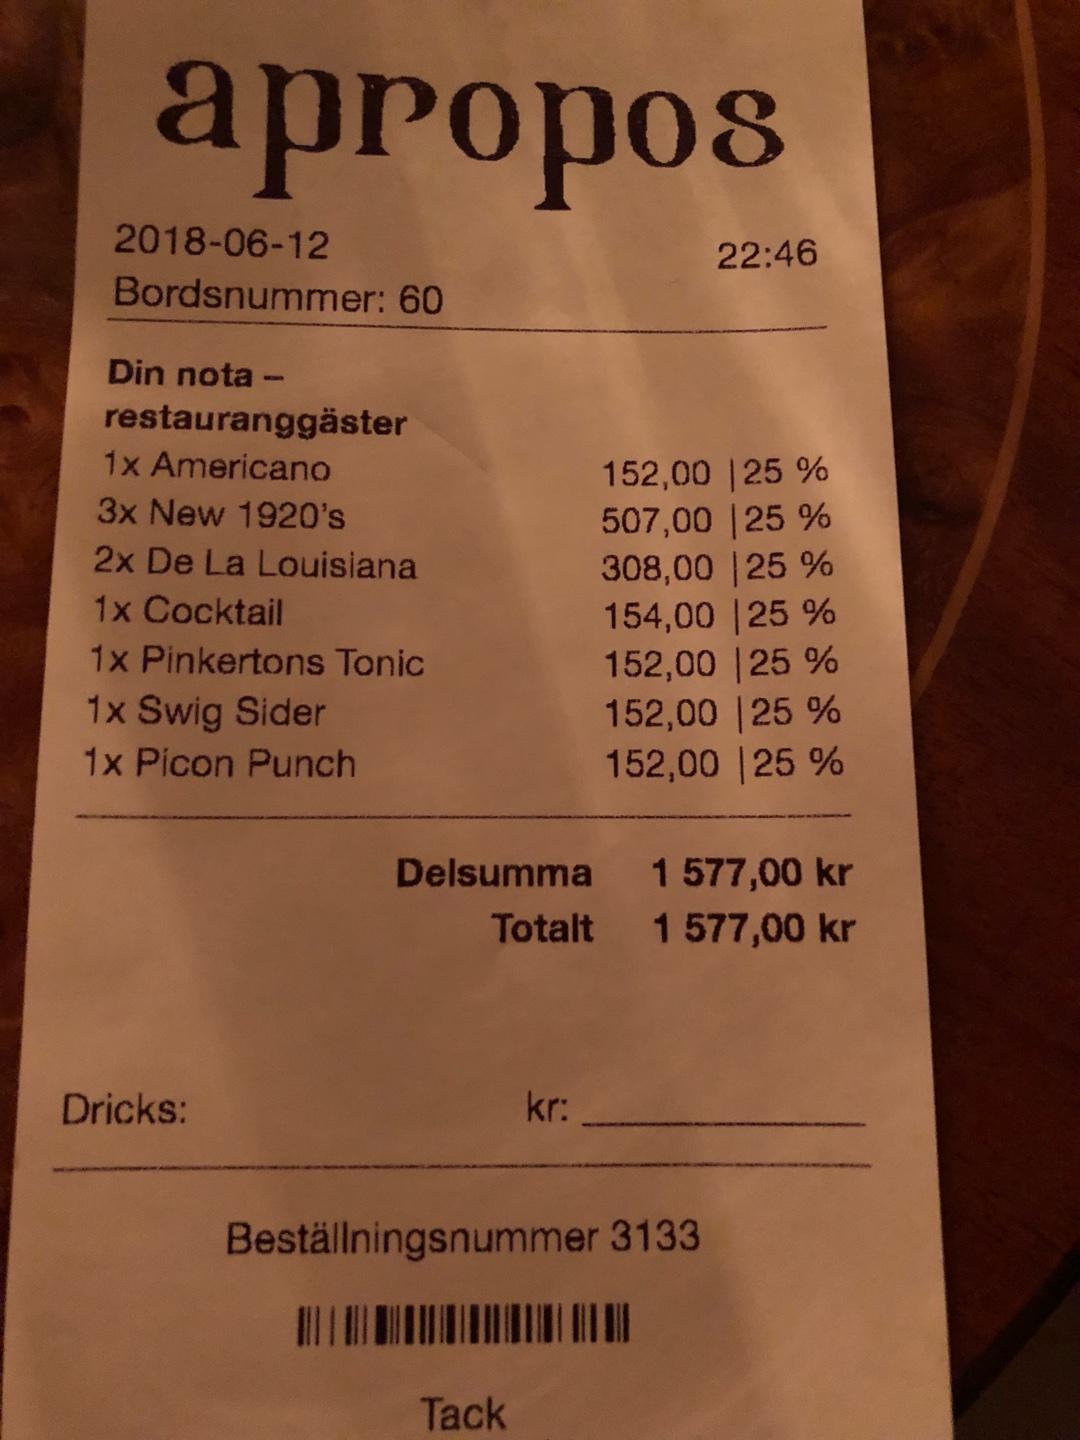 apropos
2018-06-12 22:46
Bordsnummer: 60
Din nota –
restauranggäster
1x Americano 152,00 |25 %
3x New 1920's 507,00 |25 %
2x De La Louisiana 308,00 |25 %
1x Cocktail 154,00 |25 %
1x Pinkertons Tonic 152,00 |25 %
1x Swig Sider 152,00 |25 %
1x Picon Punch 152,00 |25 %
Delsumma 1 577,00 kr
Totalt 1 577,00 kr
Dricks: kr: ____________
Beställningsnummer 3133
Tack